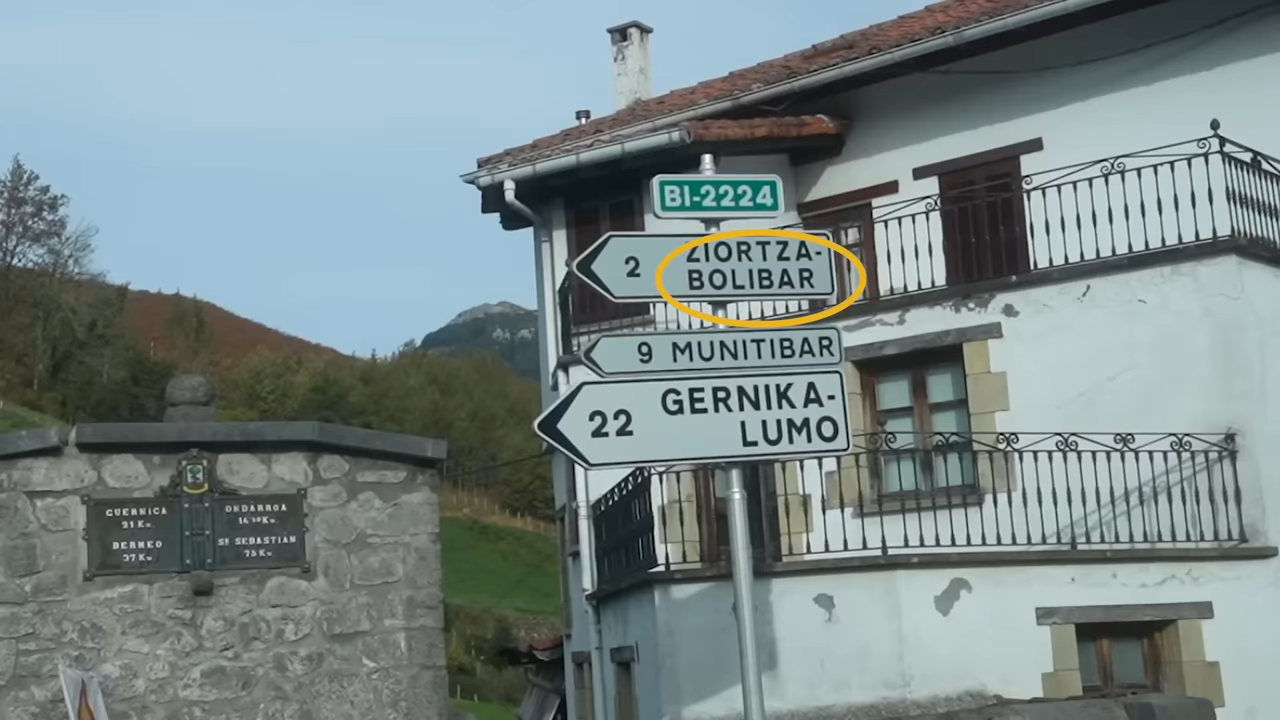 BI-2224
2 ZIORTZA-
BOLIBAR
9 MUNITIBAR
22 GERNIKA-
LUMO
GUERNICA
21 KM.
BERMEO
37 KM.
ONDARROA
SN SEBASTIAN
75 KM.